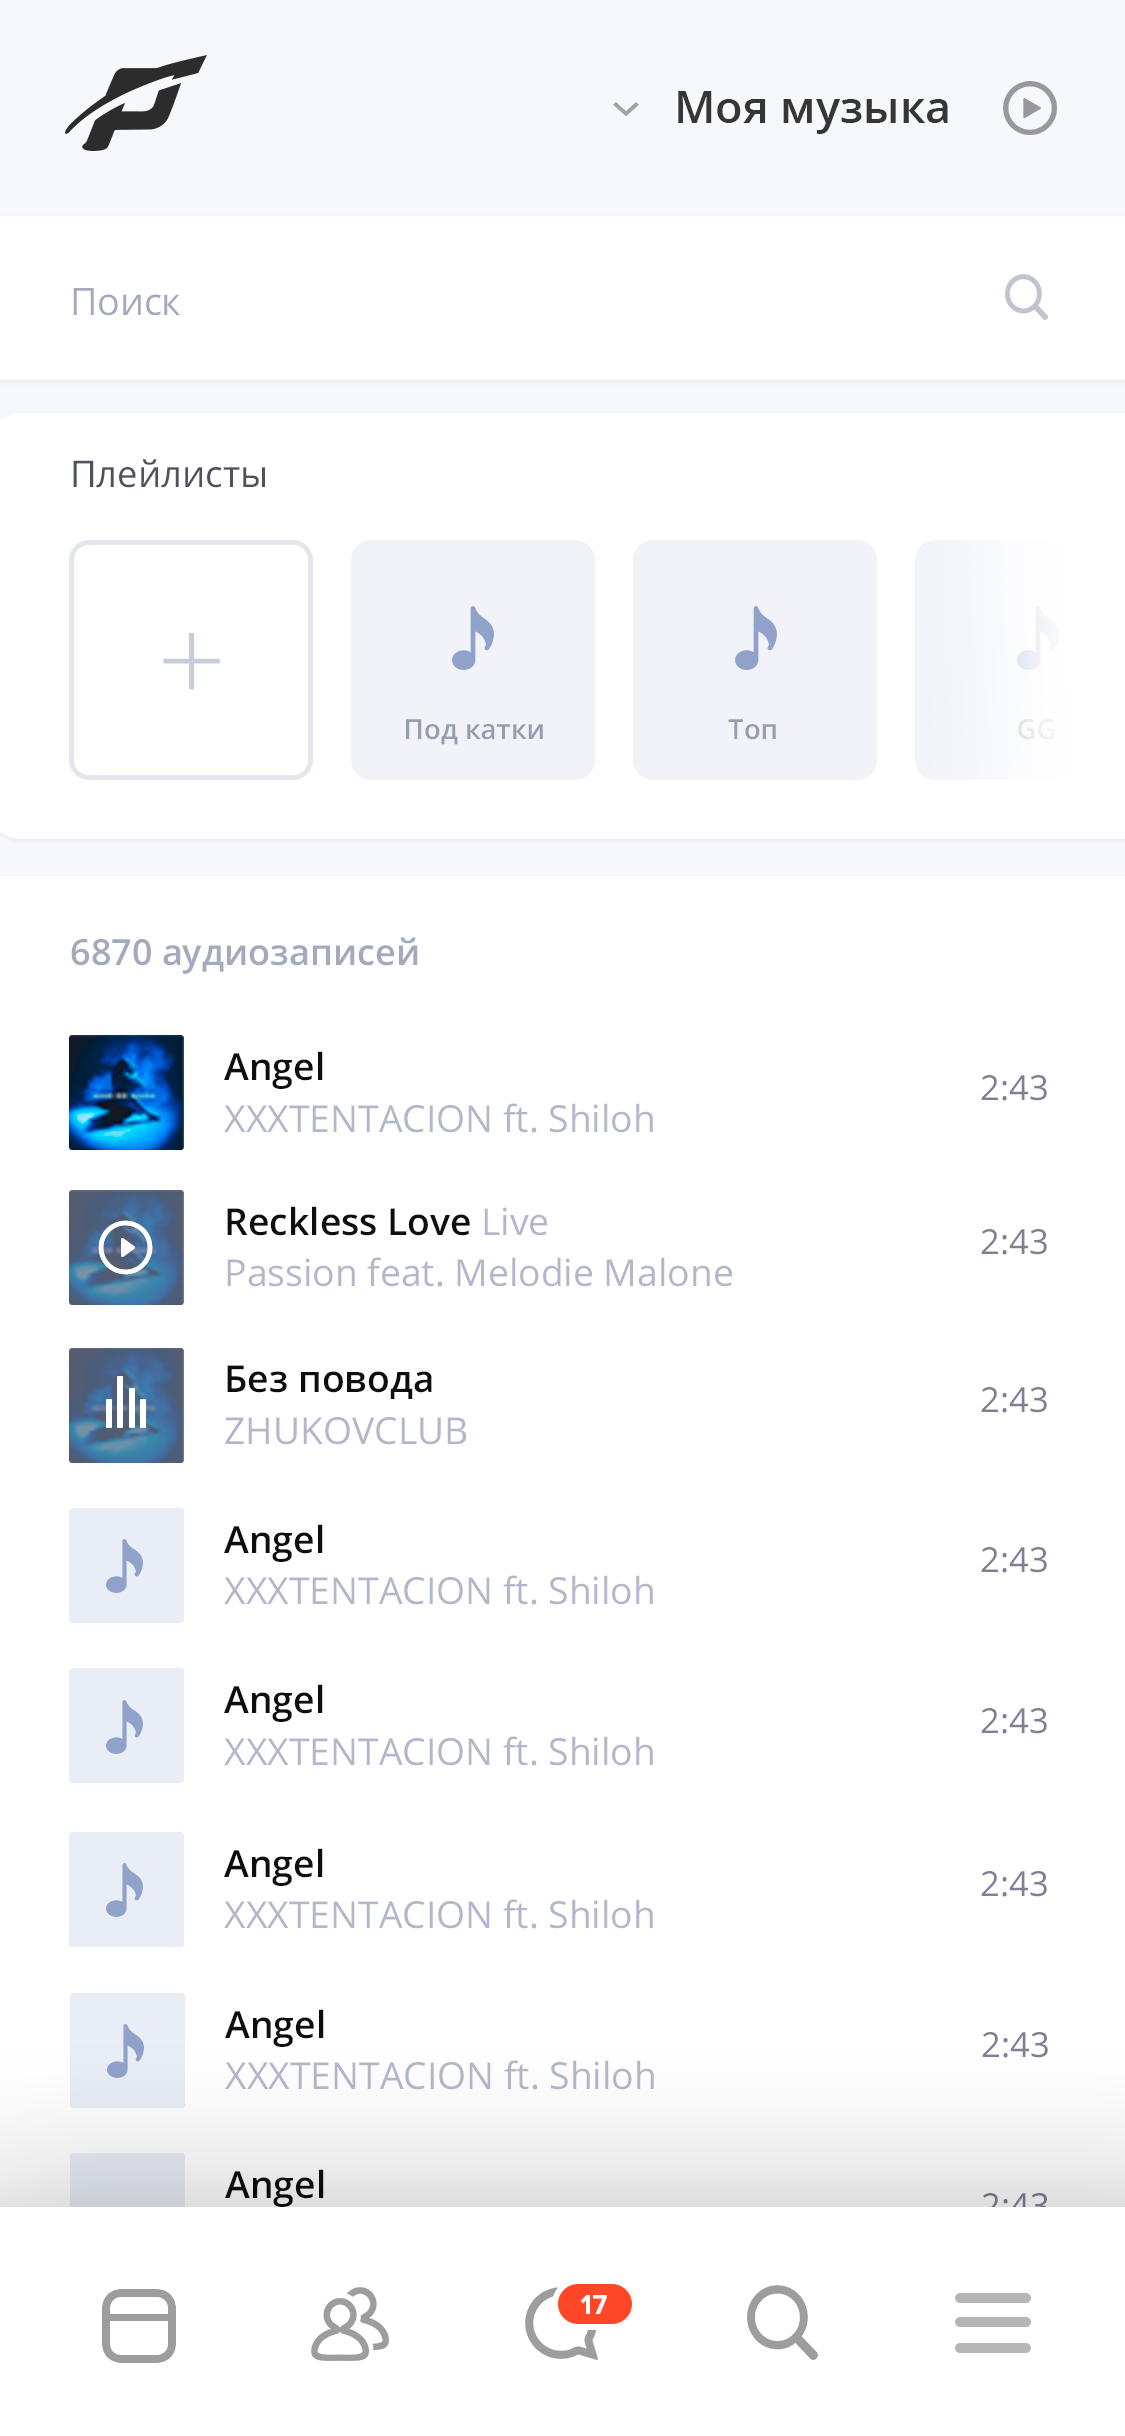 Моя музыка
Поиск
Плейлисты
Под катки
Топ
GG
6870 аудиозаписей
Angel
XXXTENTACION ft. Shiloh
2:43
Reckless Love Live
Passion feat. Melodie Malone
2:43
Без повода
ZHUKOVCLUB
2:43
Angel
XXXTENTACION ft. Shiloh
2:43
Angel
XXXTENTACION ft. Shiloh
2:43
Angel
XXXTENTACION ft. Shiloh
2:43
Angel
XXXTENTACION ft. Shiloh
2:43
Angel
2:43
17